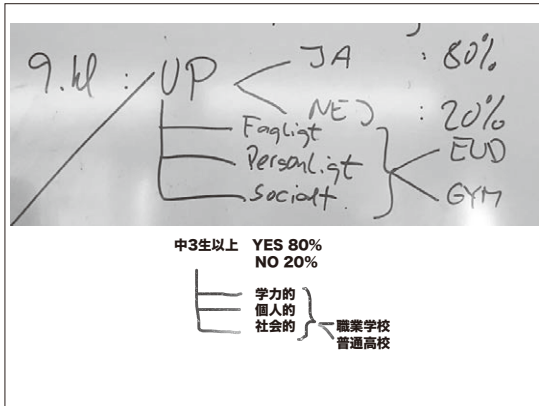 9.kl : UP JA : 80%
NEJ : 20%
Fagligt
Personligt EUD
Socialt. GYM
中3生以上 YES 80%
NO 20%
学力的
個人的
社会的 職業学校
普通高校